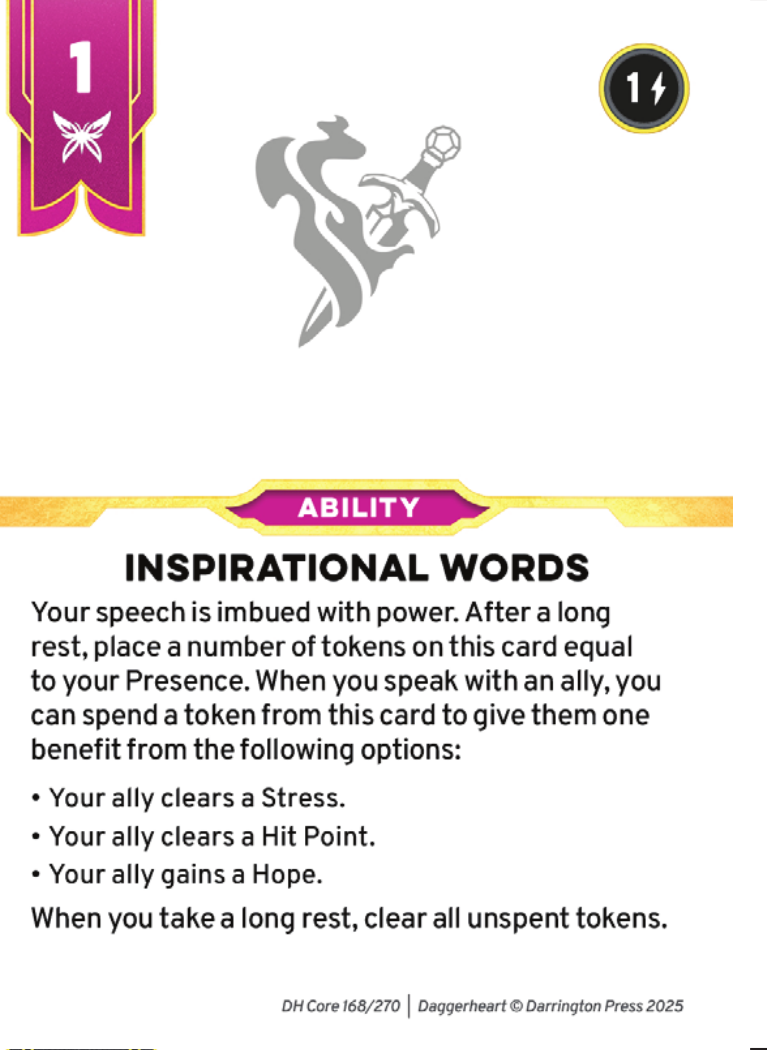 1
1
ABILITY
INSPIRATIONAL WORDS
Your speech is imbued with power. After a long
rest, place a number of tokens on this card equal
to your Presence. When you speak with an ally, you
can spend a token from this card to give them one
benefit from the following options:
• Your ally clears a Stress.
• Your ally clears a Hit Point.
• Your ally gains a Hope.
When you take a long rest, clear all unspent tokens.
DH Core 168/270 | Daggerheart © Darrington Press 2025